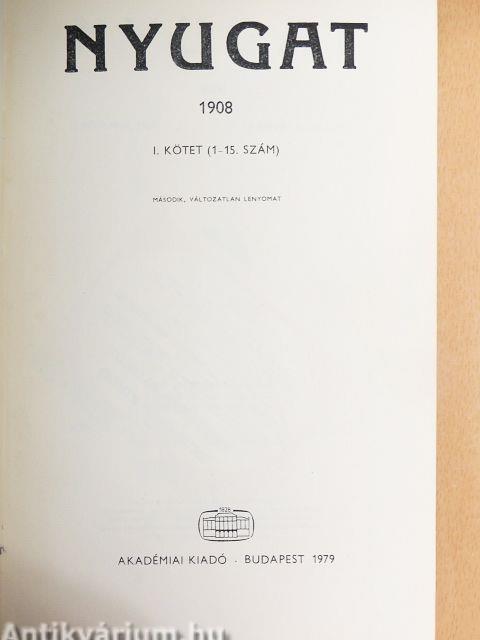 NYUGAT
1908
I. KÖTET (1–15. SZÁM)
MÁSODIK, VÁLTOZATLAN LENYOMAT
1828
AKADÉMIAI KIADÓ · BUDAPEST 1979
Antikvárium.hu